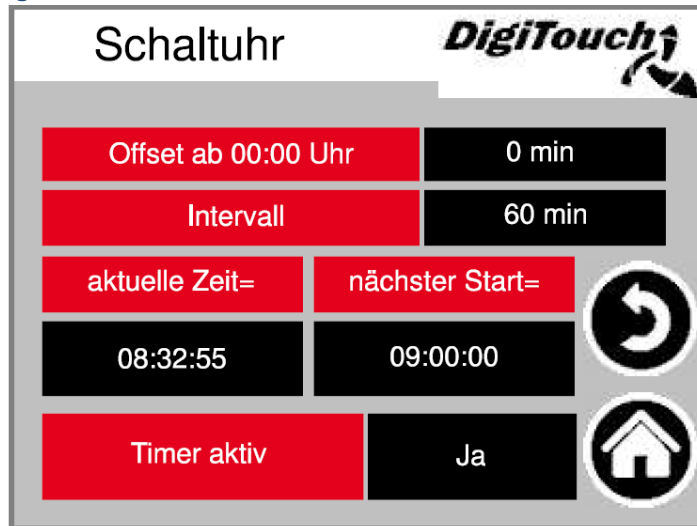 Schaltuhr
DigiTouch
Offset ab 00:00 Uhr
0 min
Intervall
60 min
aktuelle Zeit=
nächster Start=
08:32:55
09:00:00
Timer aktiv
Ja